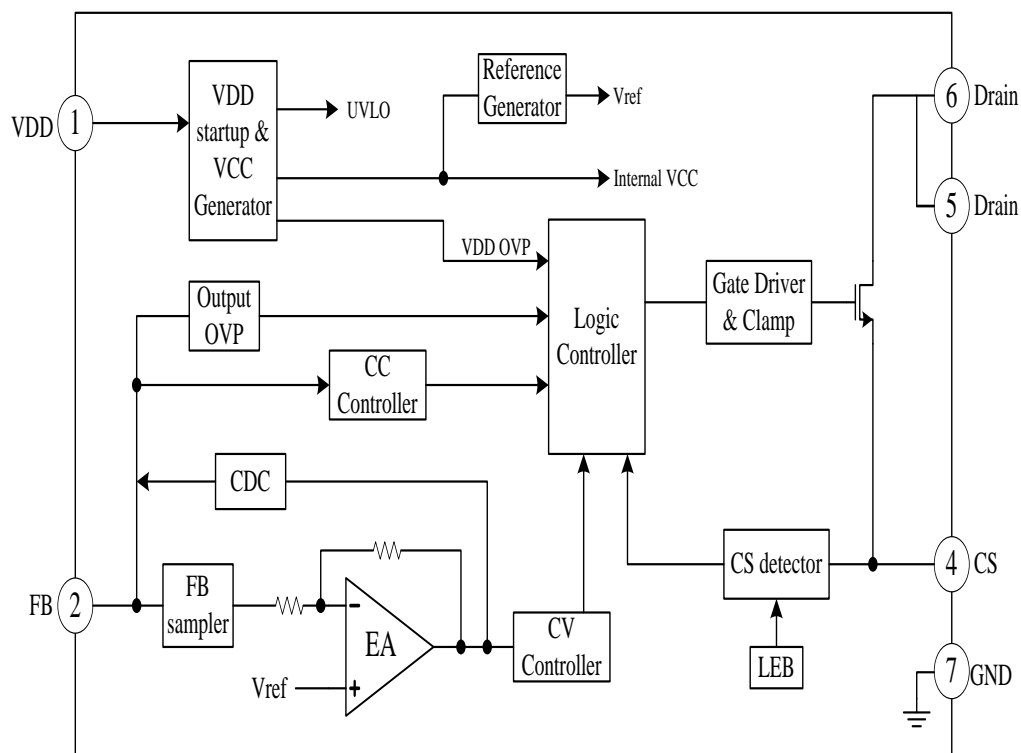 VDD
1
VDD
startup &
VCC
Generator
UVLO
Reference
Generator
Vref
Internal VCC
VDD OVP
6
Drain
5
Drain
Output
OVP
CC
Controller
Logic
Controller
Gate Driver
& Clamp
CDC
FB
2
FB
sampler
-
EA
+
Vref
CV
Controller
CS detector
LEB
4
CS
7
GND